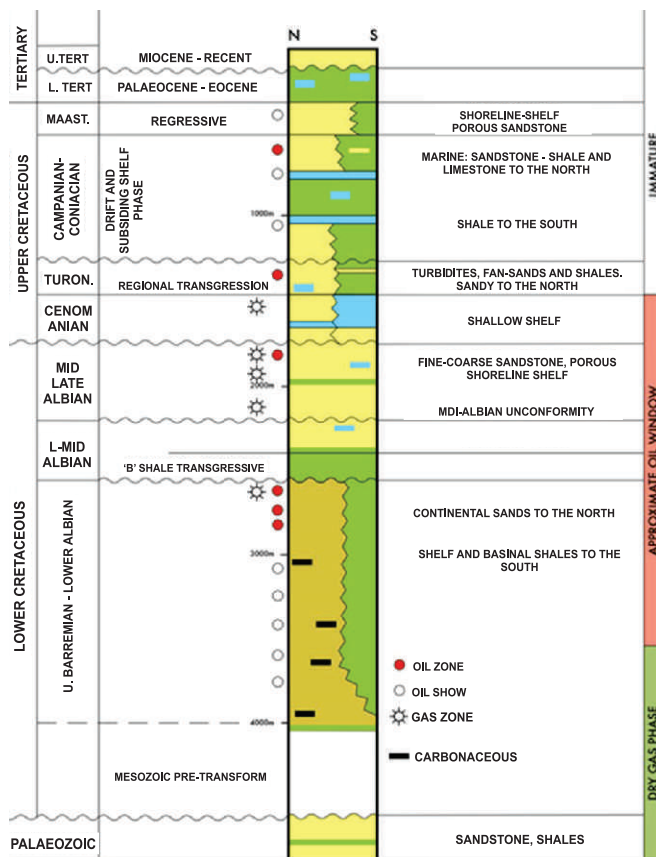 N S
TERTIARY
U.TERT
MIOCENE - RECENT
L. TERT
PALAEOCENE - EOCENE
UPPER CRETACEOUS
MAAST.
REGRESSIVE
SHORELINE-SHELF
POROUS SANDSTONE
CAMPANIAN-
CONIACIAN
DRIFT AND
SUBSIDING SHELF
PHASE
MARINE: SANDSTONE - SHALE AND
LIMESTONE TO THE NORTH
1000m
SHALE TO THE SOUTH
TURON.
REGIONAL TRANSGRESSION
TURBIDITES, FAN-SANDS AND SHALES.
SANDY TO THE NORTH
CENOM
ANIAN
SHALLOW SHELF
LOWER CRETACEOUS
MID
LATE
ALBIAN
2000m
FINE-COARSE SANDSTONE, POROUS
SHORELINE SHELF
MDI-ALBIAN UNCONFORMITY
L-MID
ALBIAN
'B' SHALE TRANSGRESSIVE
U. BARREMIAN - LOWER ALBIAN
CONTINENTAL SANDS TO THE NORTH
3000m
SHELF AND BASINAL SHALES TO THE
SOUTH
4000m
OIL ZONE
OIL SHOW
GAS ZONE
CARBONACEOUS
MESOZOIC PRE-TRANSFORM
PALAEOZOIC
SANDSTONE, SHALES
IMMATURE
APPROXIMATE OIL WINDOW
DRY GAS PHASE